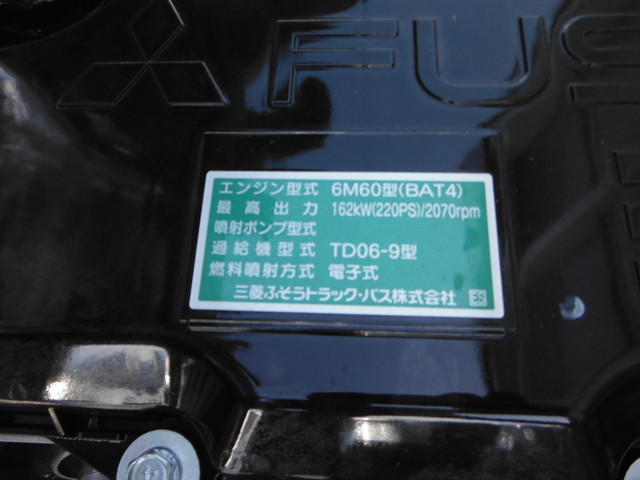 FUS
エンジン型式 6M60型(BAT4)
最高出力 162kW(220PS)/2070rpm
噴射ポンプ型式
過給機型式 TD06-9型
燃料噴射方式 電子式
三菱ふそうトラック・バス株式会社 ES